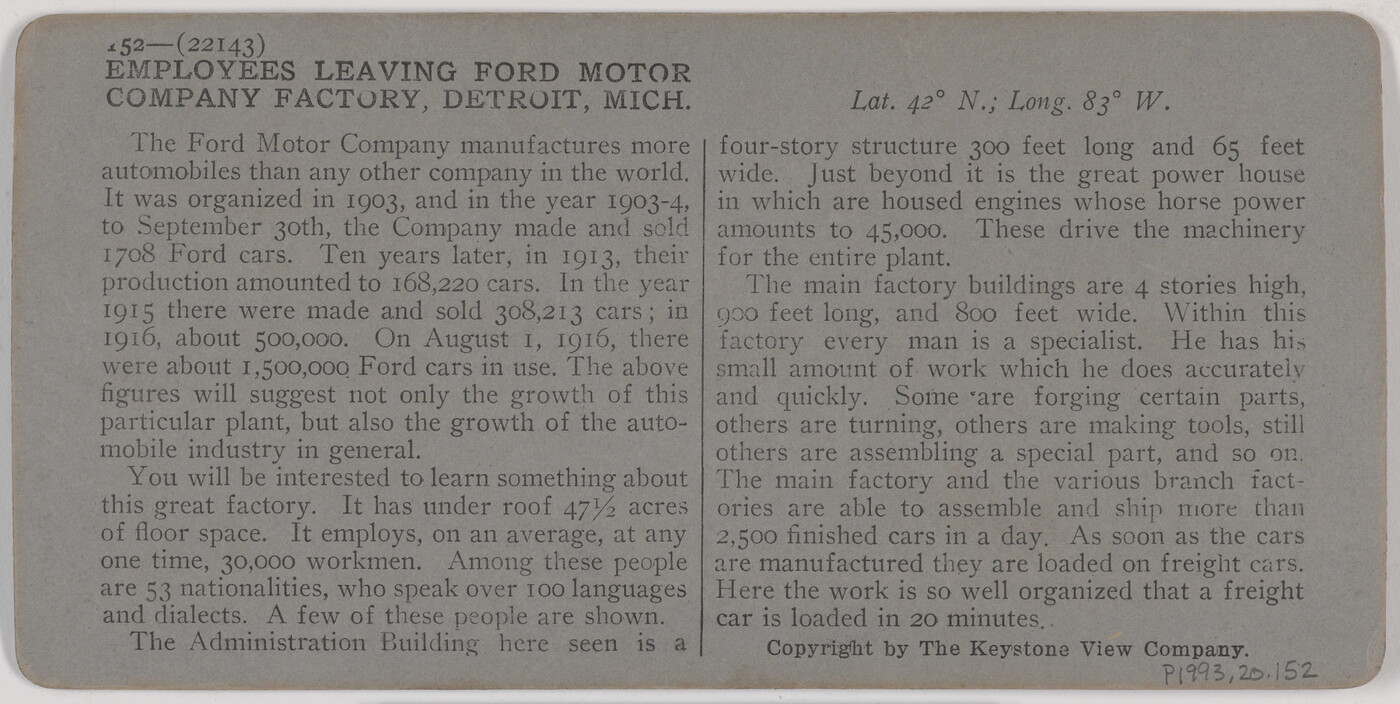 152—(22143)
EMPLOYEES LEAVING FORD MOTOR
COMPANY FACTORY, DETROIT, MICH.
Lat. 42° N.; Long. 83° W.
The Ford Motor Company manufactures more
automobiles than any other company in the world.
It was organized in 1903, and in the year 1903-4,
to September 30th, the Company made and sold
1708 Ford cars. Ten years later, in 1913, their
production amounted to 168,220 cars. In the year
1915 there were made and sold 308,213 cars; in
1916, about 500,000. On August 1, 1916, there
were about 1,500,000 Ford cars in use. The above
figures will suggest not only the growth of this
particular plant, but also the growth of the auto-
mobile industry in general.
You will be interested to learn something about
this great factory. It has under roof 47½ acres
of floor space. It employs, on an average, at any
one time, 30,000 workmen. Among these people
are 53 nationalities, who speak over 100 languages
and dialects. A few of these people are shown.
The Administration Building here seen is a
four-story structure 300 feet long and 65 feet
wide. Just beyond it is the great power house
in which are housed engines whose horse power
amounts to 45,000. These drive the machinery
for the entire plant.
The main factory buildings are 4 stories high,
900 feet long, and 800 feet wide. Within this
factory every man is a specialist. He has his
small amount of work which he does accurately
and quickly. Some are forging certain parts,
others are turning, others are making tools, still
others are assembling a special part, and so on.
The main factory and the various branch fact-
ories are able to assemble and ship more than
2,500 finished cars in a day. As soon as the cars
are manufactured they are loaded on freight cars.
Here the work is so well organized that a freight
car is loaded in 20 minutes.
Copyright by The Keystone View Company.
P1993.20.152